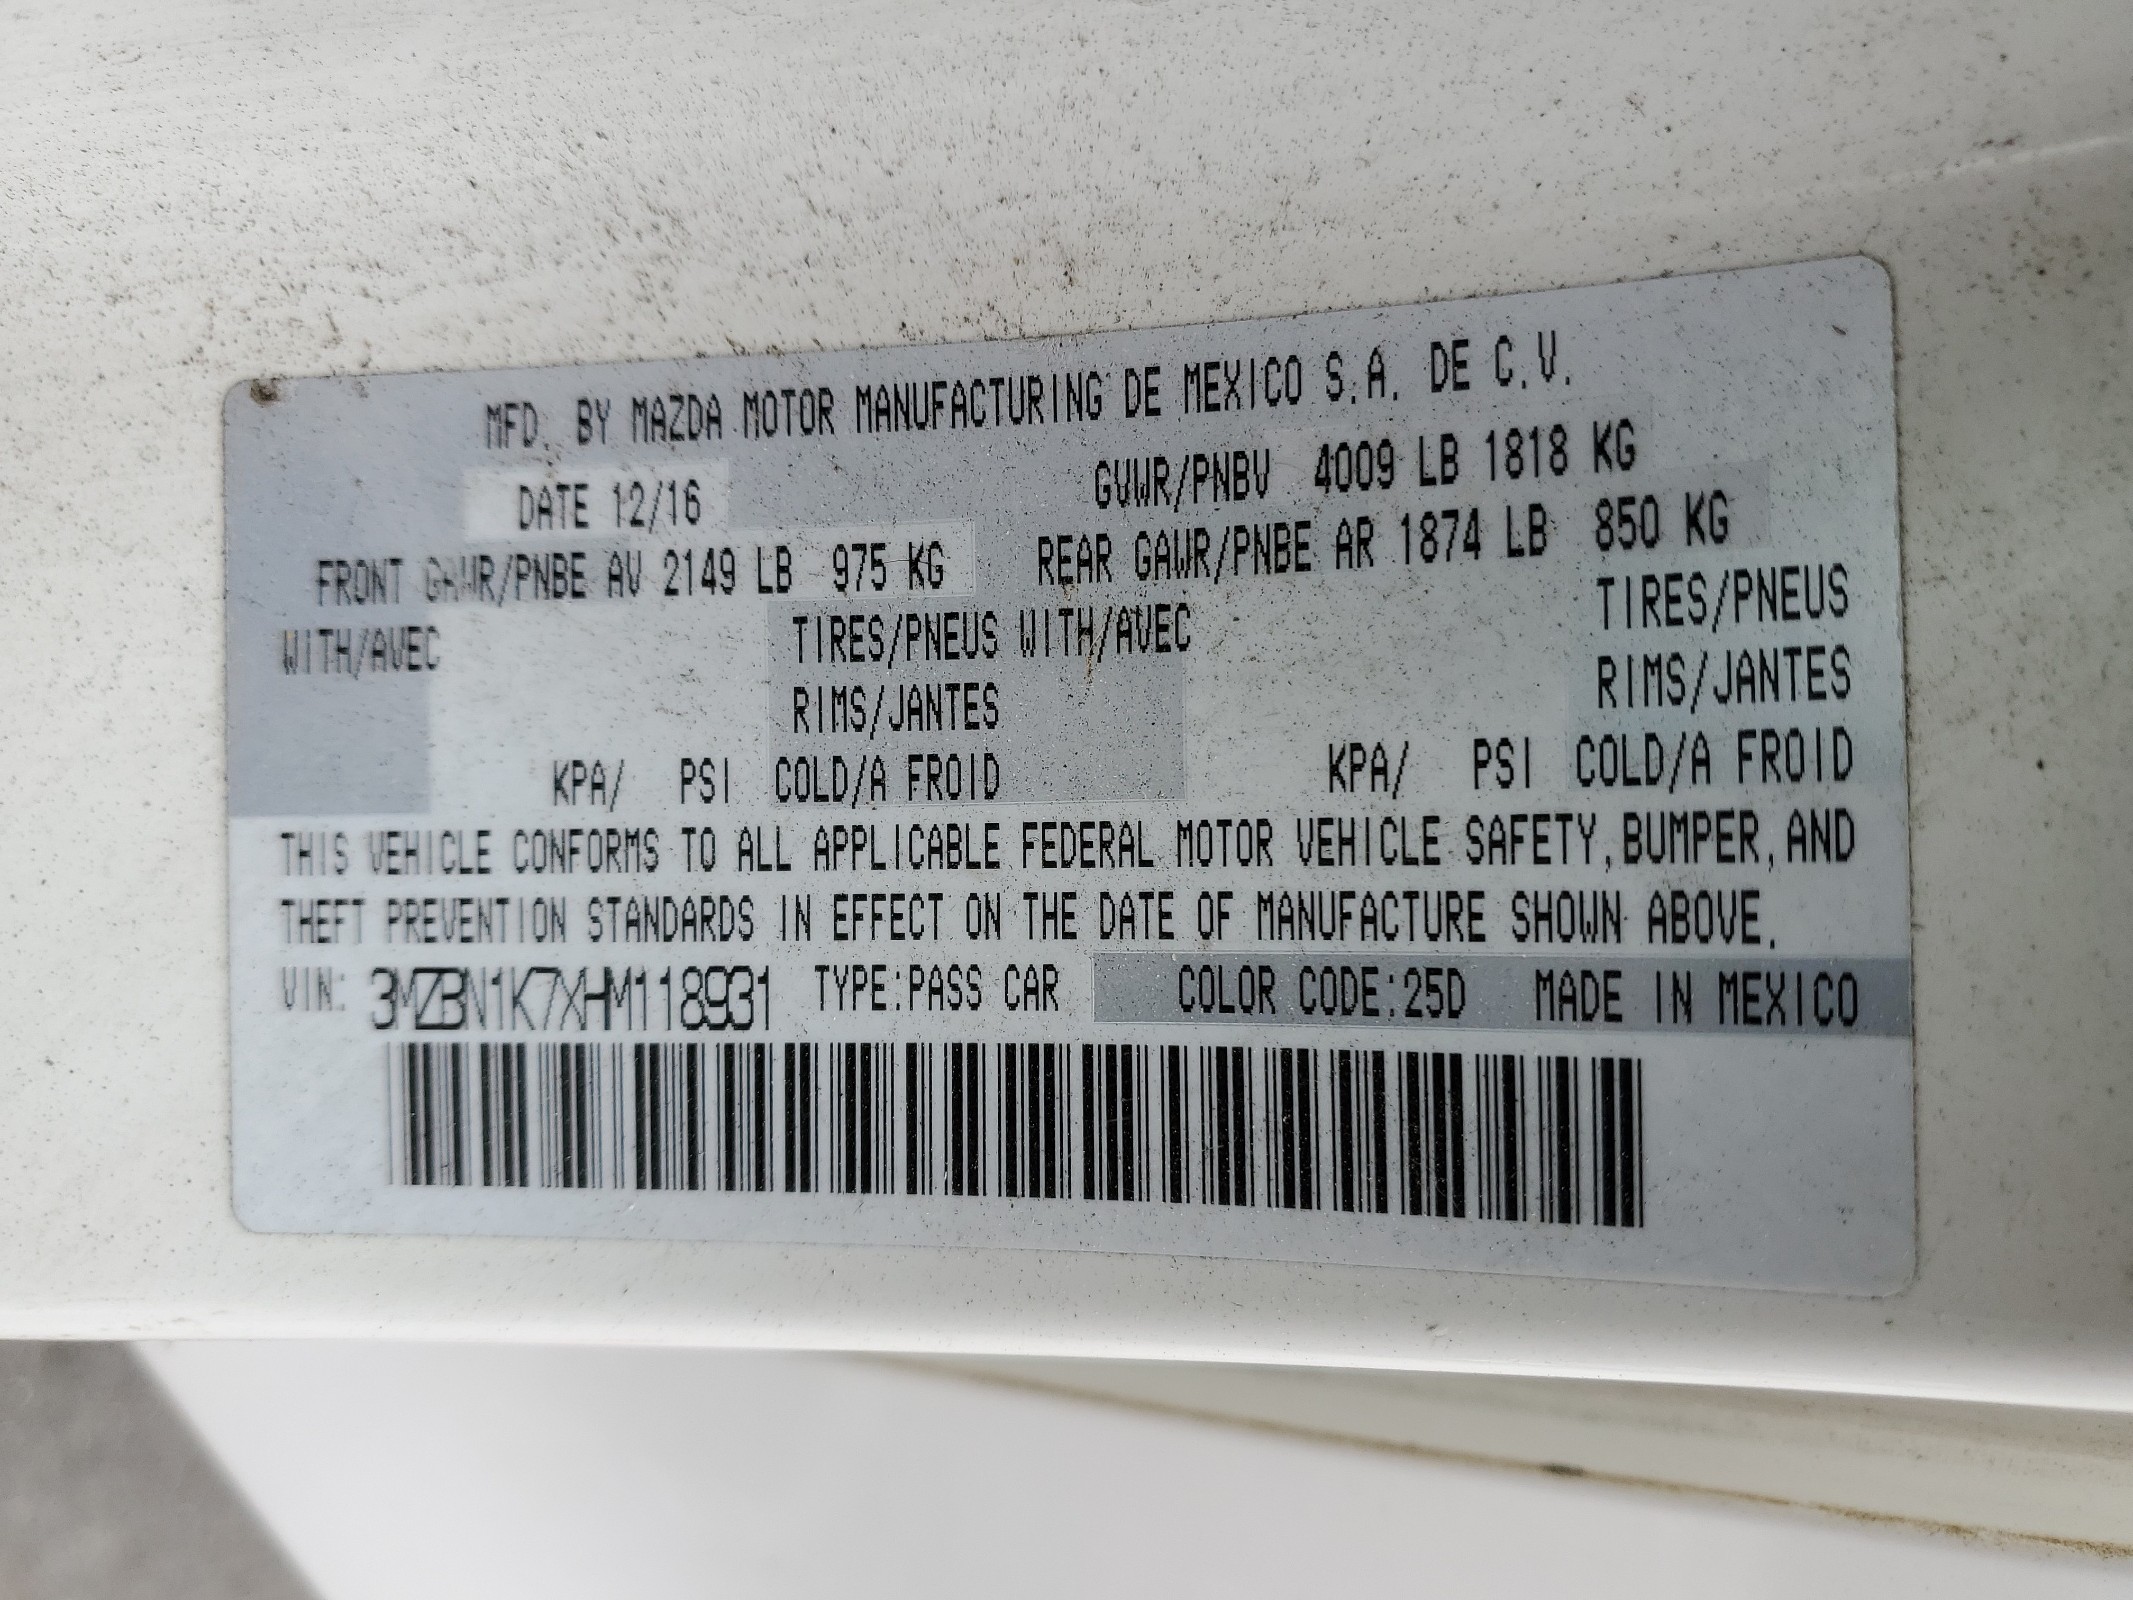 MFD. BY MAZDA MOTOR MANUFACTURING DE MEXICO S.A. DE C.V.
DATE 12/16 GVWR/PNBV 4009 LB 1818 KG
FRONT GAWR/PNBE AV 2149 LB 975 KG REAR GAWR/PNBE AR 1874 LB 850 KG
WITH/AVEC TIRES/PNEUS WITH/AVEC TIRES/PNEUS
RIMS/JANTES RIMS/JANTES
KPA/ PSI COLD/A FROID KPA/ PSI COLD/A FROID
THIS VEHICLE CONFORMS TO ALL APPLICABLE FEDERAL MOTOR VEHICLE SAFETY, BUMPER, AND
THEFT PREVENTION STANDARDS IN EFFECT ON THE DATE OF MANUFACTURE SHOWN ABOVE.
VIN: 3MZBN1K7XHM118931 TYPE:PASS CAR COLOR CODE:25D MADE IN MEXICO